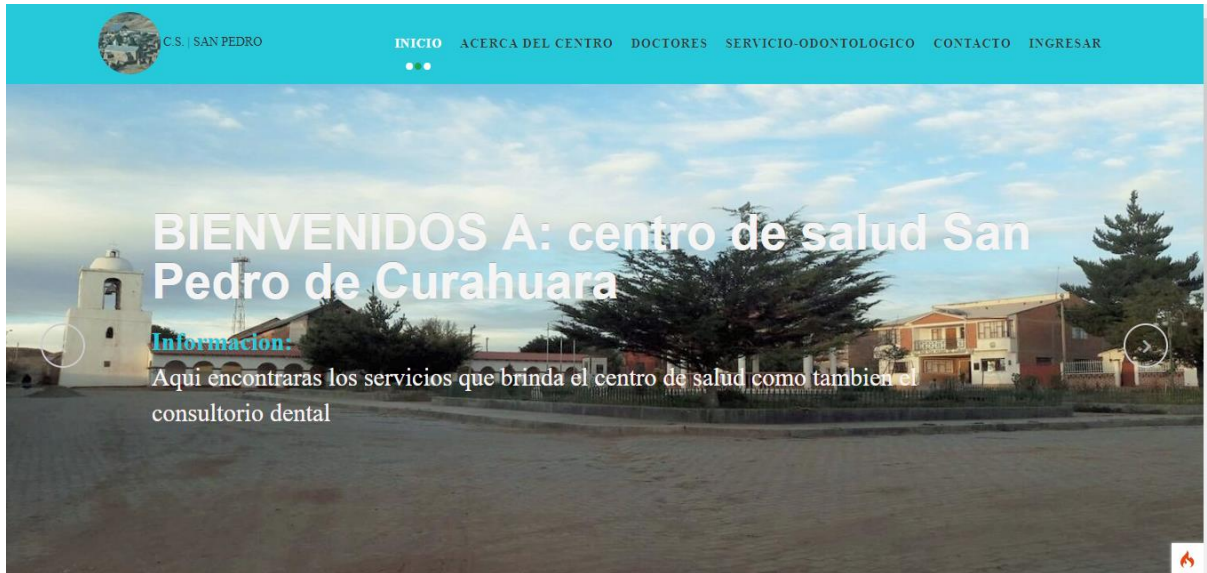 C.S. | SAN PEDRO
INICIO ACERCA DEL CENTRO DOCTORES SERVICIO-ODONTOLOGICO CONTACTO INGRESAR
BIENVENIDOS A: centro de salud San
Pedro de Curahuara
Informacion:
Aqui encontraras los servicios que brinda el centro de salud como tambien el
consultorio dental